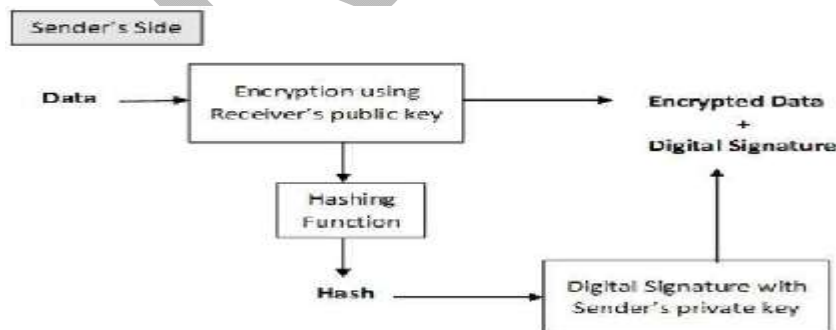 Sender's Side
Data
Encryption using
Receiver's public key
Encrypted Data
+
Digital Signature
Hashing
Function
Hash
Digital Signature with
Sender's private key